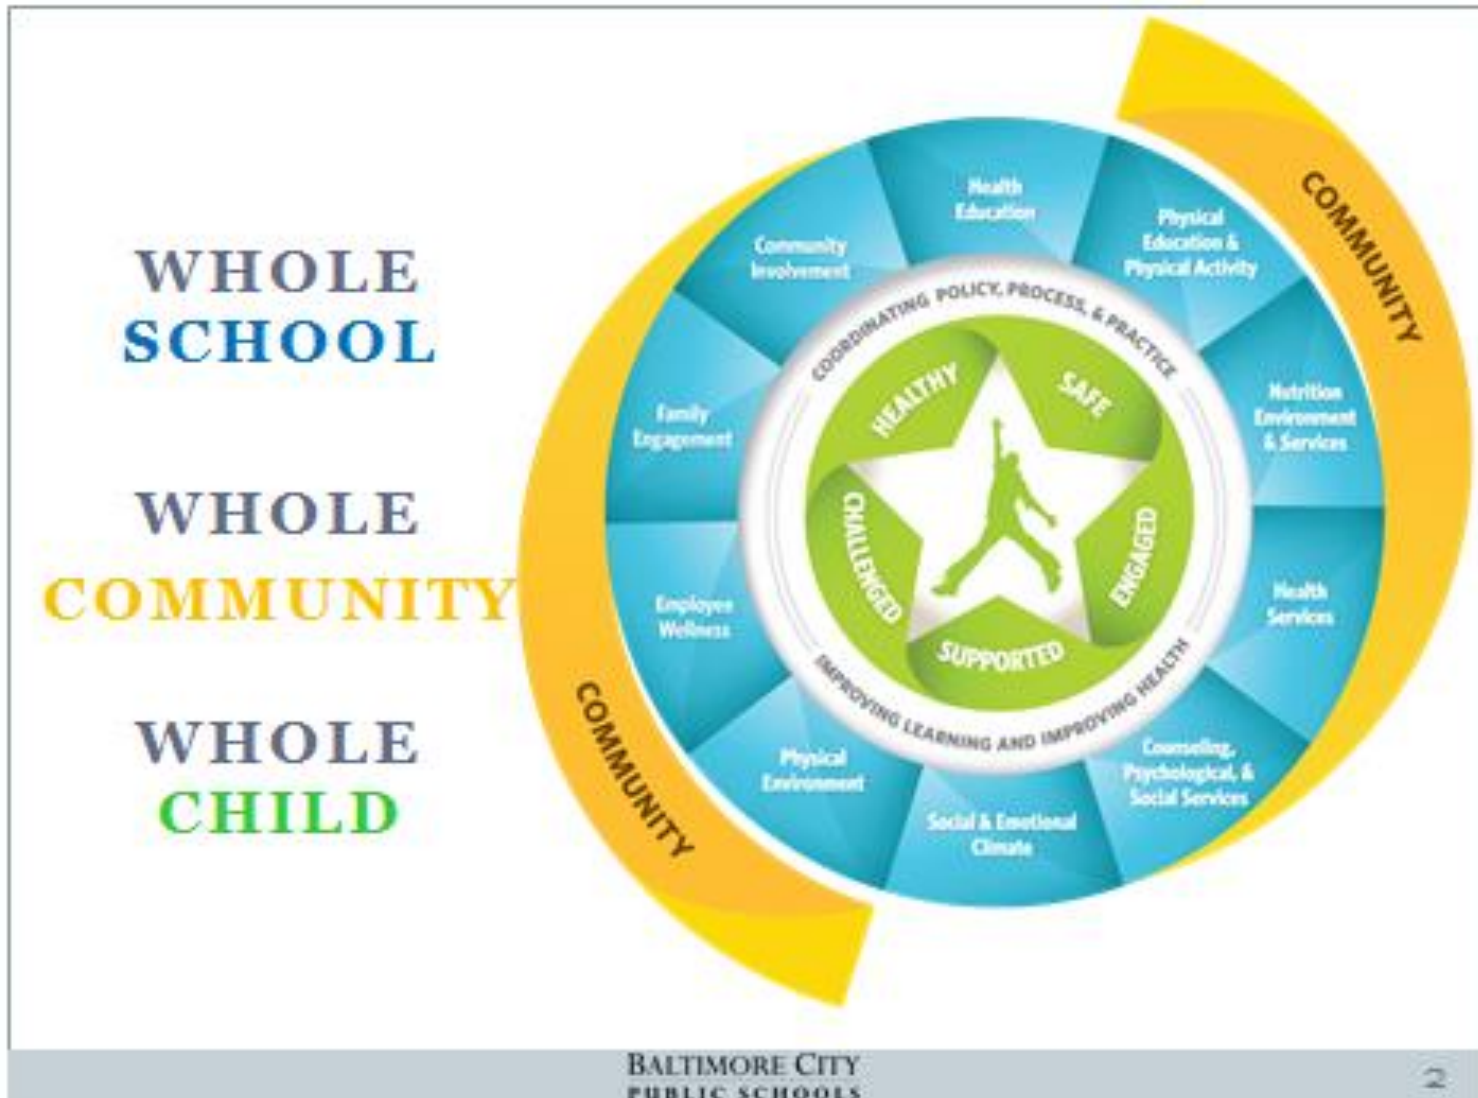 WHOLE
SCHOOL
WHOLE
COMMUNITY
WHOLE
CHILD
COMMUNITY
Health
Education
Physical
Education &
Physical Activity
Nutrition
Environment
& Services
Health
Services
Counseling,
Psychological, &
Social Services
Social & Emotional
Climate
Physical
Environment
Employee
Wellness
Family
Engagement
Community
Involvement
COORDINATING POLICY, PROCESS, & PRACTICE
IMPROVING LEARNING AND IMPROVING HEALTH
HEALTHY
SAFE
ENGAGED
SUPPORTED
CHALLENGED
COMMUNITY
BALTIMORE CITY
PUBLIC SCHOOLS
2